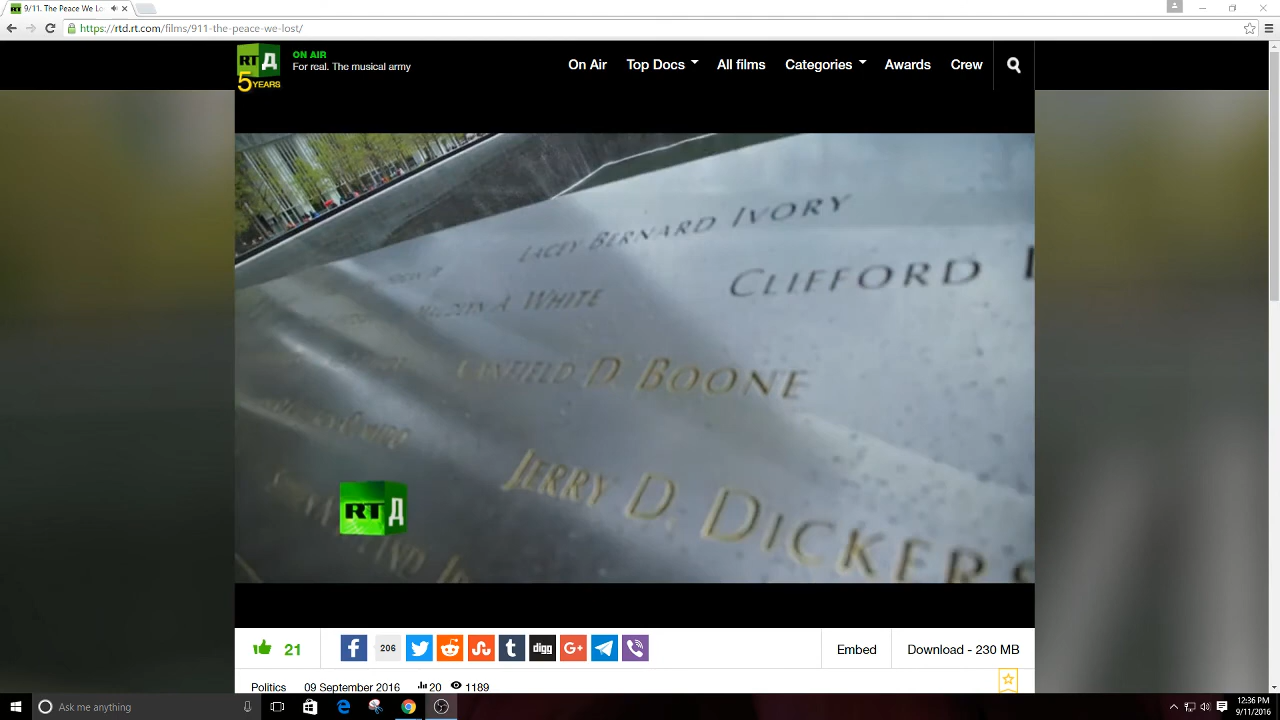 9/11. The Peace We Lo
https://rtd.rt.com/films/911-the-peace-we-lost/
RT Д
5 YEARS
ON AIR
For real. The musical army
On Air
Top Docs
All films
Categories
Awards
Crew
LACEY BERNARD IVORY
A. WHITE
CLIFFORD
CANFIELD D. BOONE
JERRY D. DICKERS
RT Д
21
f
206
t
digg
G+
Embed
Download - 230 MB
Politics
09 September 2016
20
1189
Ask me anything
12:36 PM
9/11/2016